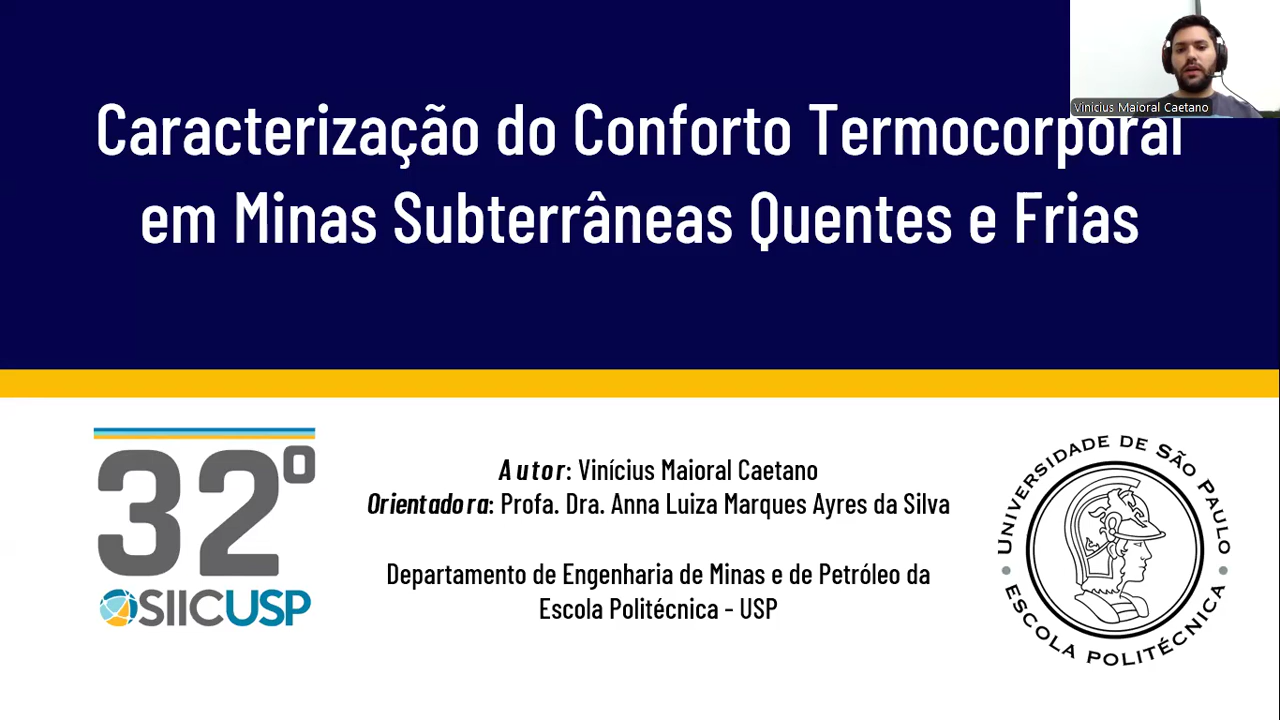 Caracterização do Conforto Termocorporal
em Minas Subterrâneas Quentes e Frias
Vinícius Maioral Caetano
32º
SIICUSP
Autor: Vinícius Maioral Caetano
Orientadora: Profa. Dra. Anna Luiza Marques Ayres da Silva
Departamento de Engenharia de Minas e de Petróleo da
Escola Politécnica - USP
UNIVERSIDADE DE SÃO PAULO
ESCOLA POLITÉCNICA